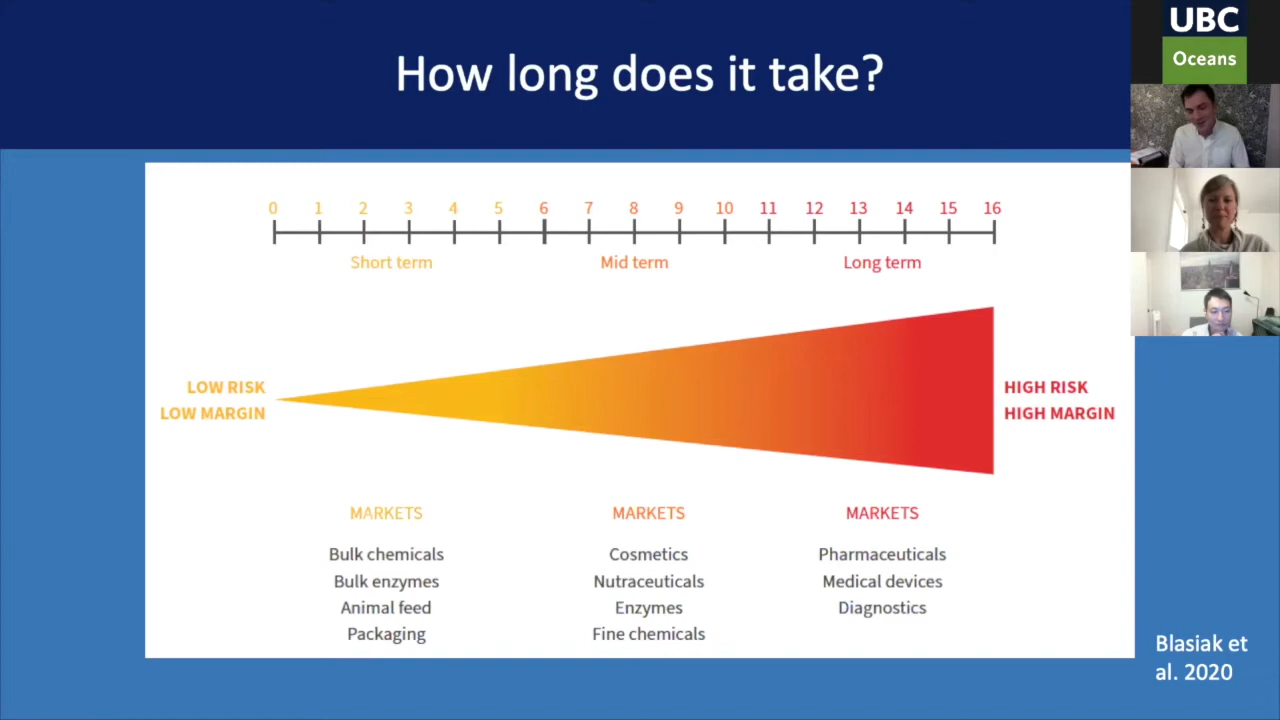 How long does it take?
UBC
Oceans
0 1 2 3 4 5 6 7 8 9 10 11 12 13 14 15 16
Short term Mid term Long term
LOW RISK
LOW MARGIN
HIGH RISK
HIGH MARGIN
MARKETS
Bulk chemicals
Bulk enzymes
Animal feed
Packaging
MARKETS
Cosmetics
Nutraceuticals
Enzymes
Fine chemicals
MARKETS
Pharmaceuticals
Medical devices
Diagnostics
Blasiak et
al. 2020